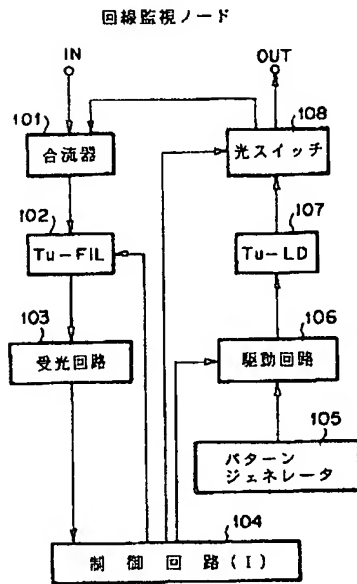 回線監視ノード
IN
OUT
101
合流器
108
光スイッチ
102
Tu-FIL
107
Tu-LD
103
受光回路
106
駆動回路
105
パターン
ジェネレータ
104
制御回路(I)